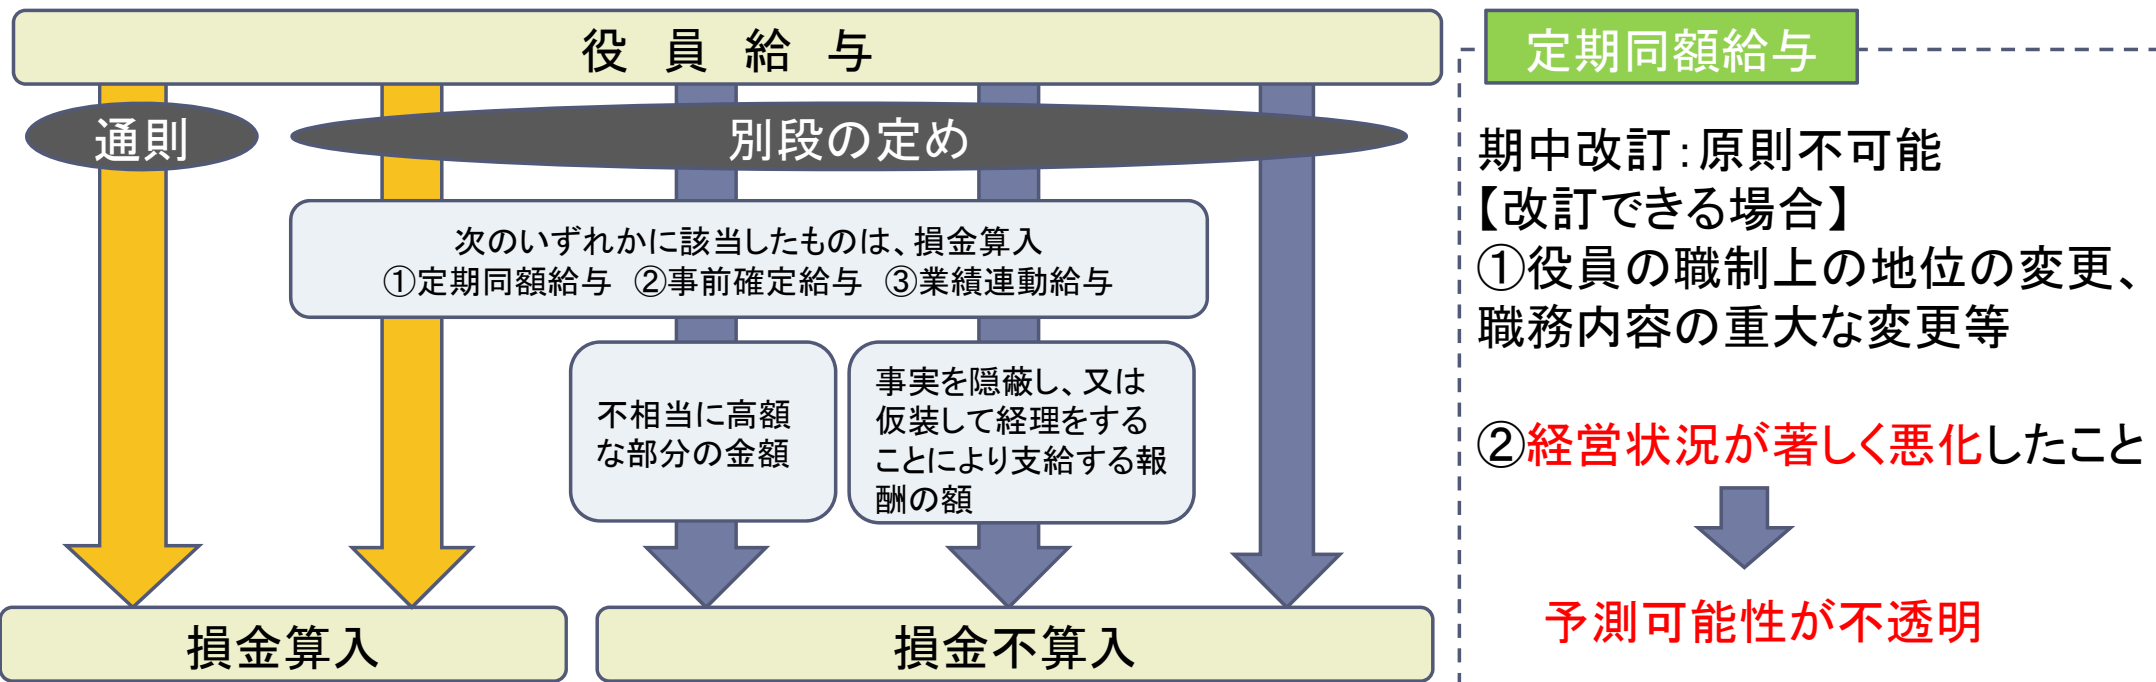 役 員 給 与
通則
別段の定め
次のいずれかに該当したものは、損金算入
①定期同額給与 ②事前確定給与 ③業績連動給与
不相当に高額
な部分の金額
事実を隠蔽し、又は
仮装して経理をする
ことにより支給する報
酬の額
損金算入
損金不算入
定期同額給与
期中改訂：原則不可能
【改訂できる場合】
①役員の職制上の地位の変更、
職務内容の重大な変更等
②経営状況が著しく悪化したこと
予測可能性が不透明